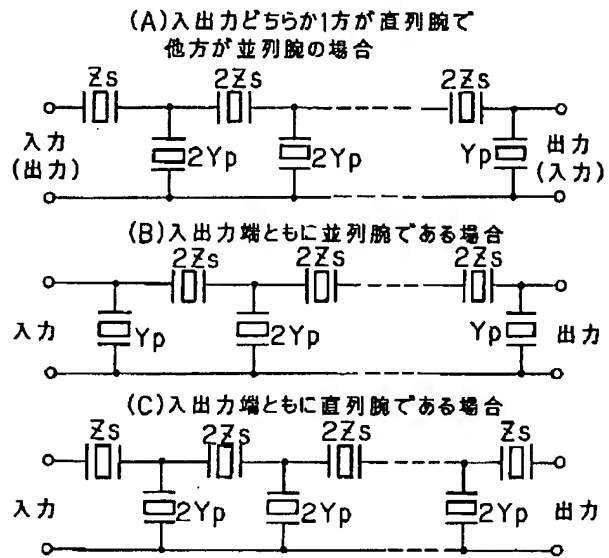 (A)入出力どちらか1方が直列腕で
他方が並列腕の場合
Zs 2Zs 2Zs
入力 出力
(出力) 2Yp 2Yp Yp (入力)
(B)入出力端ともに並列腕である場合
2Zs 2Zs 2Zs
入力 Yp 2Yp Yp 出力
(C)入出力端ともに直列腕である場合
Zs 2Zs 2Zs Zs
入力 2Yp 2Yp 2Yp 出力